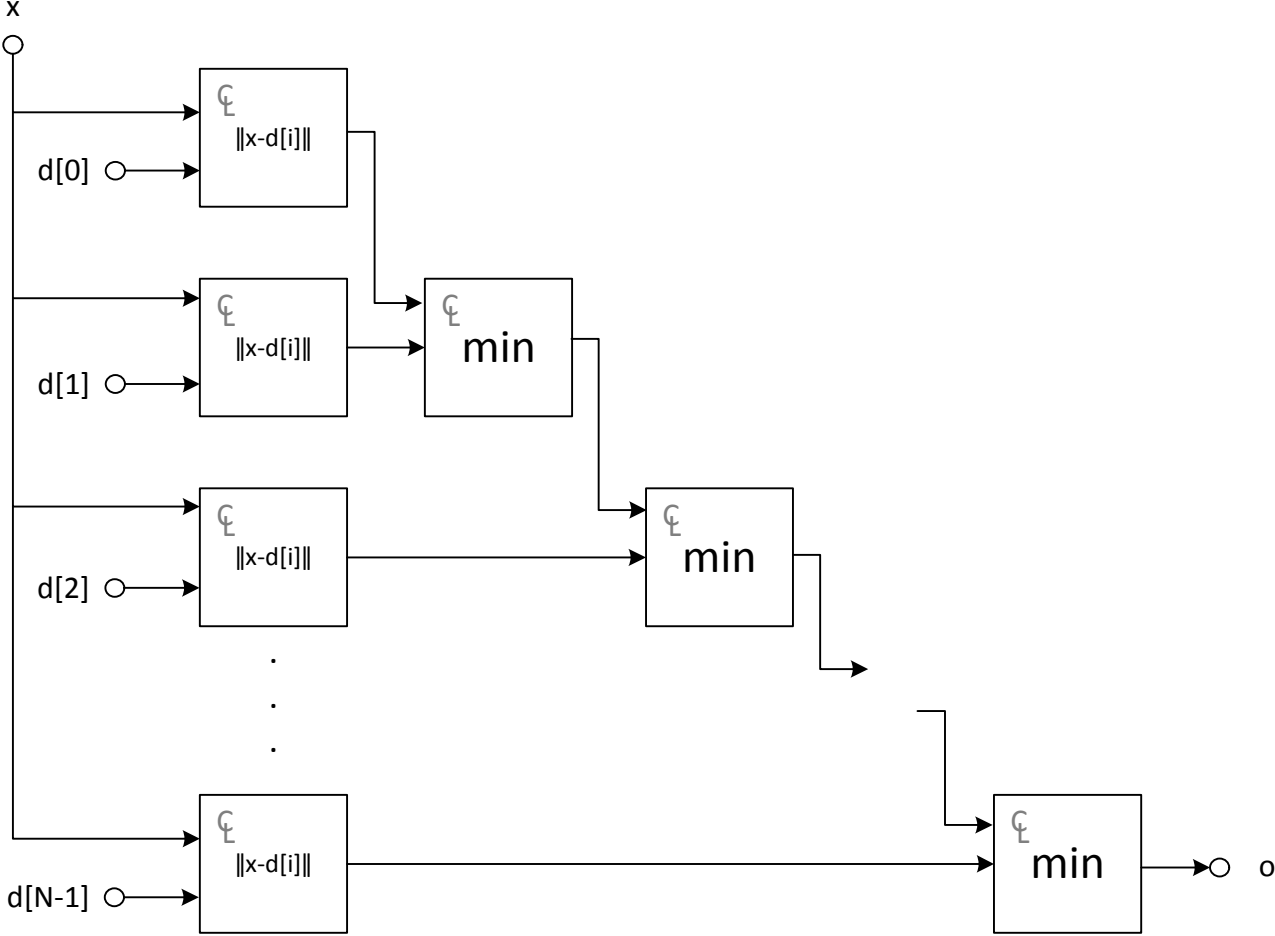 x
℄
‖x-d[i]‖
d[0]
℄
‖x-d[i]‖
℄
min
d[1]
℄
‖x-d[i]‖
℄
min
d[2]
.
.
.
℄
‖x-d[i]‖
℄
min
o
d[N-1]